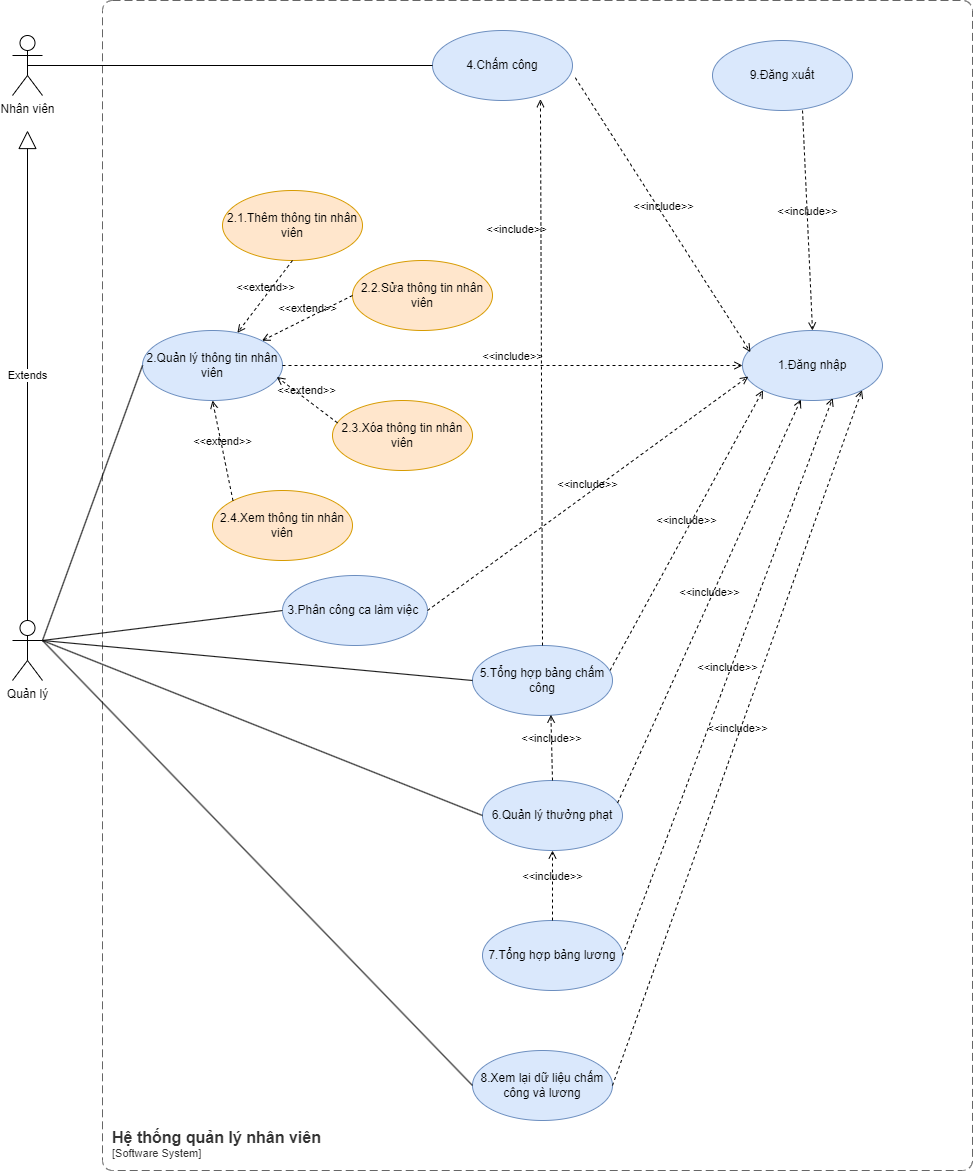 4.Chấm công
9.Đăng xuất
Nhân viên
<<include>>
<<include>>
2.1.Thêm thông tin nhân
viên
<<include>>
<<extend>>
2.2.Sửa thông tin nhân
viên
<<extend>>
2.Quản lý thông tin nhân
viên
<<include>>
1.Đăng nhập
Extends
<<extend>>
2.3.Xóa thông tin nhân
viên
<<extend>>
<<include>>
2.4.Xem thông tin nhân
viên
<<include>>
3.Phân công ca làm việc
<<include>>
Quản lý
5.Tổng hợp bảng chấm
công
<<include>>
<<include>>
<<include>>
6.Quản lý thưởng phạt
<<include>>
7.Tổng hợp bảng lương
8.Xem lại dữ liệu chấm
công và lương
Hệ thống quản lý nhân viên
[Software System]